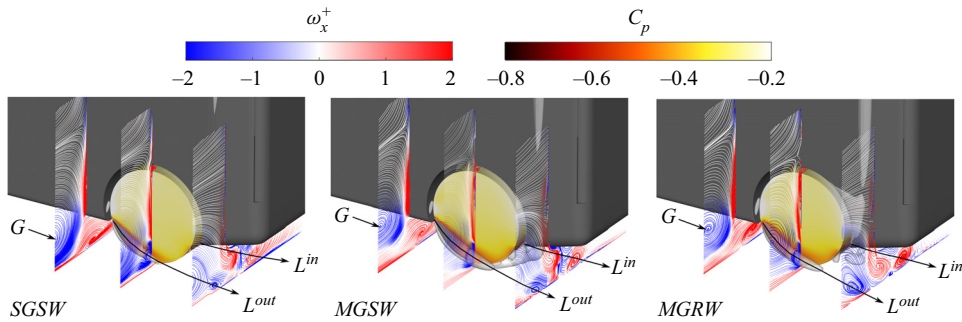 ω_x^+
C_p
−2 −1 0 1 2
−0.8 −0.6 −0.4 −0.2
G
L^in
L^out
SGSW
L^in
L^out
MGSW
L^in
L^out
MGRW
G
G